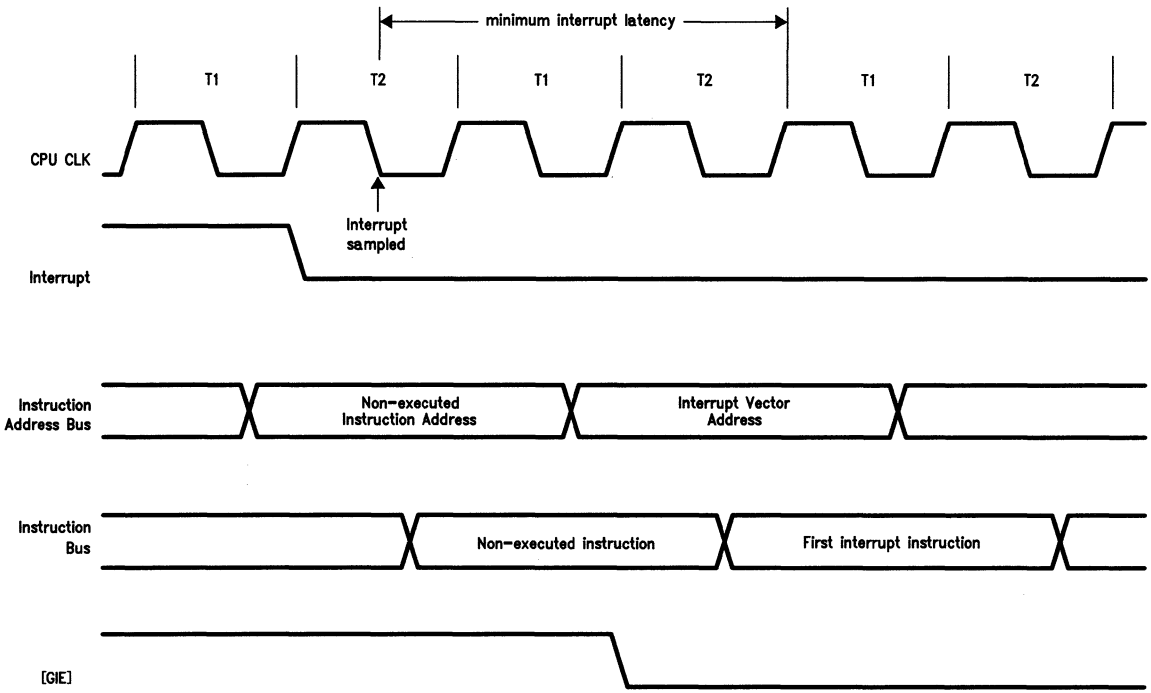 minimum interrupt latency
T1 T2 T1 T2 T1 T2
CPU CLK
Interrupt
sampled
Interrupt
Instruction
Address Bus
Non-executed
Instruction Address
Interrupt Vector
Address
Instruction
Bus
Non-executed instruction
First interrupt instruction
[GIE]